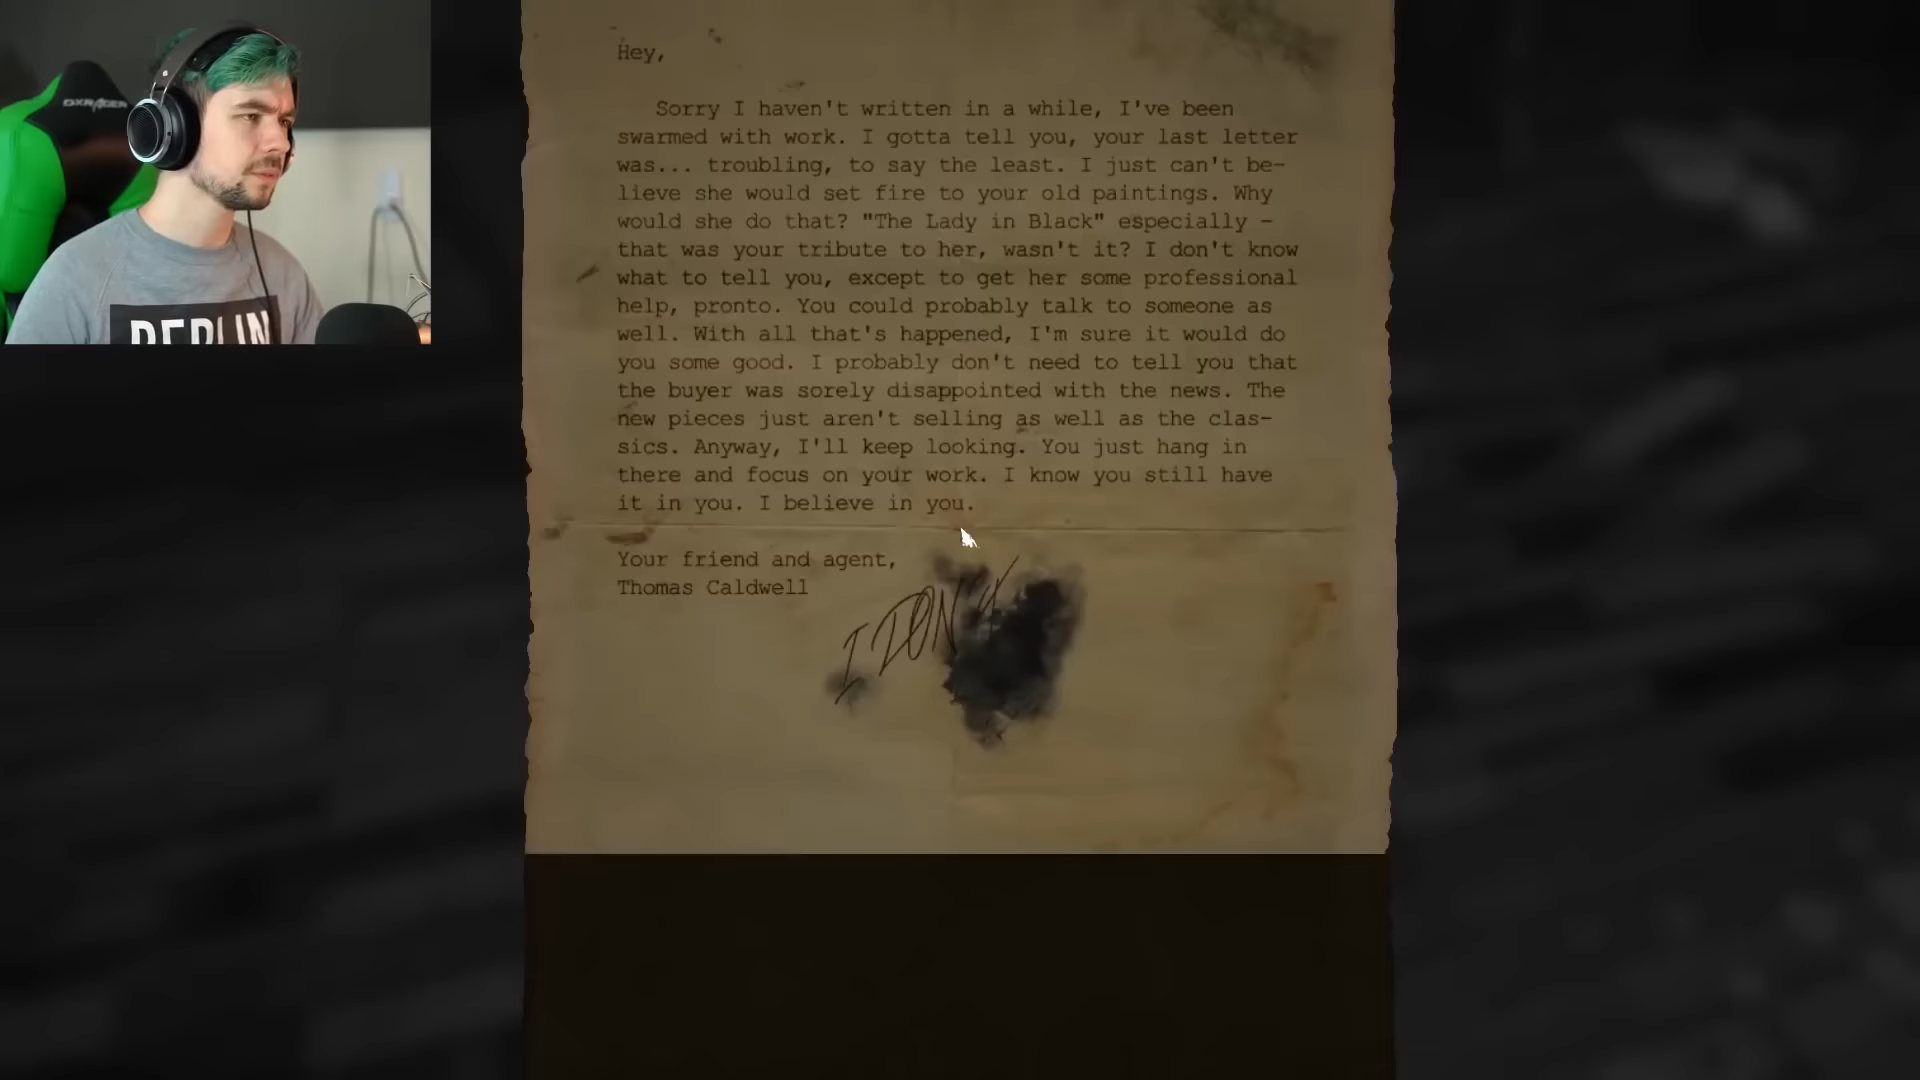 DXRACER
BERLIN
Hey,
Sorry I haven't written in a while, I've been
swarmed with work. I gotta tell you, your last letter
was... troubling, to say the least. I just can't be-
lieve she would set fire to your old paintings. Why
would she do that? "The Lady in Black" especially -
that was your tribute to her, wasn't it? I don't know
what to tell you, except to get her some professional
help, pronto. You could probably talk to someone as
well. With all that's happened, I'm sure it would do
you some good. I probably don't need to tell you that
the buyer was sorely disappointed with the news. The
new pieces just aren't selling as well as the clas-
sics. Anyway, I'll keep looking. You just hang in
there and focus on your work. I know you still have
it in you. I believe in you.
Your friend and agent,
Thomas Caldwell
I DON'T